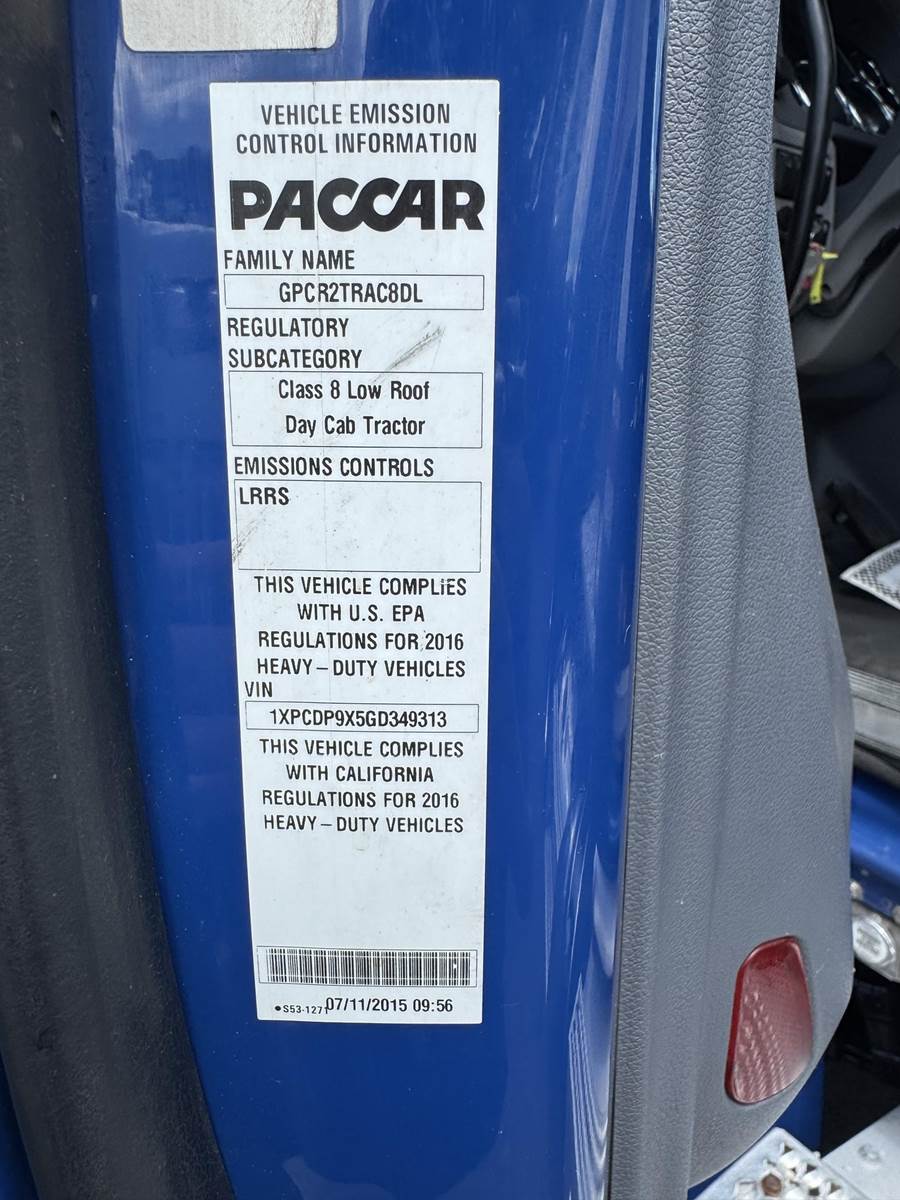 VEHICLE EMISSION
CONTROL INFORMATION
PACCAR
FAMILY NAME
GPCR2TRAC8DL
REGULATORY
SUBCATEGORY
Class 8 Low Roof
Day Cab Tractor
EMISSIONS CONTROLS
LRRS
THIS VEHICLE COMPLIES
WITH U.S. EPA
REGULATIONS FOR 2016
HEAVY–DUTY VEHICLES
VIN
1XPCDP9X5GD349313
THIS VEHICLE COMPLIES
WITH CALIFORNIA
REGULATIONS FOR 2016
HEAVY–DUTY VEHICLES
●S53-1271 07/11/2015 09:56